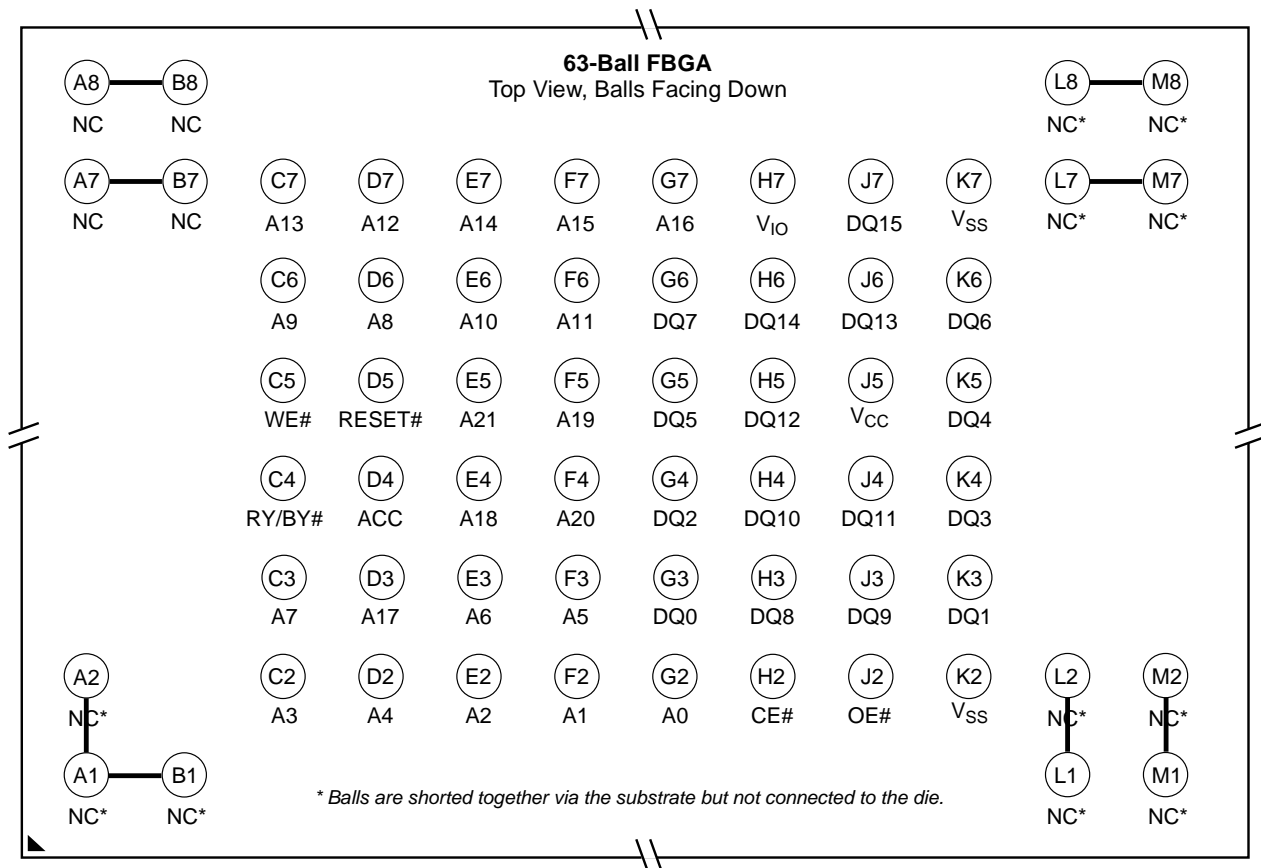 63-Ball FBGA
Top View, Balls Facing Down
A8 B8 L8 M8
NC NC NC* NC*
A7 B7 C7 D7 E7 F7 G7 H7 J7 K7 L7 M7
NC NC A13 A12 A14 A15 A16 VIO DQ15 VSS NC* NC*
C6 D6 E6 F6 G6 H6 J6 K6
A9 A8 A10 A11 DQ7 DQ14 DQ13 DQ6
C5 D5 E5 F5 G5 H5 J5 K5
WE# RESET# A21 A19 DQ5 DQ12 VCC DQ4
C4 D4 E4 F4 G4 H4 J4 K4
RY/BY# ACC A18 A20 DQ2 DQ10 DQ11 DQ3
C3 D3 E3 F3 G3 H3 J3 K3
A7 A17 A6 A5 DQ0 DQ8 DQ9 DQ1
A2 C2 D2 E2 F2 G2 H2 J2 K2 L2 M2
NC* A3 A4 A2 A1 A0 CE# OE# VSS NC* NC*
A1 B1 L1 M1
NC* NC* NC* NC*
* Balls are shorted together via the substrate but not connected to the die.